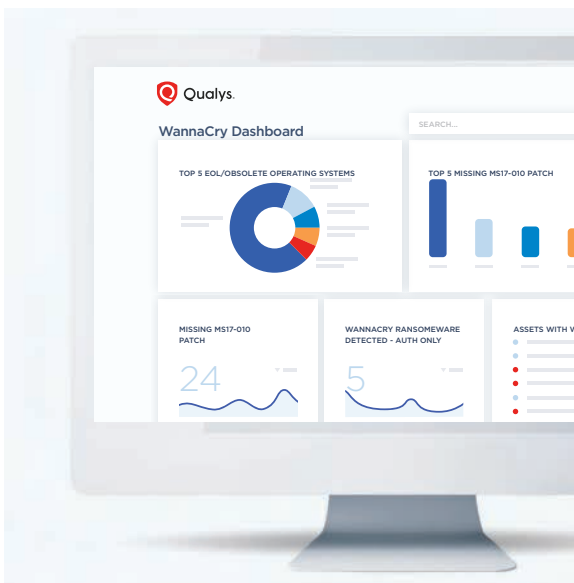 Qualys.
WannaCry Dashboard
SEARCH...
TOP 5 EOL/OBSOLETE OPERATING SYSTEMS
TOP 5 MISSING MS17-010 PATCH
MISSING MS17-010
PATCH
24
WANNACRY RANSOMEWARE
DETECTED - AUTH ONLY
5
ASSETS WITH W